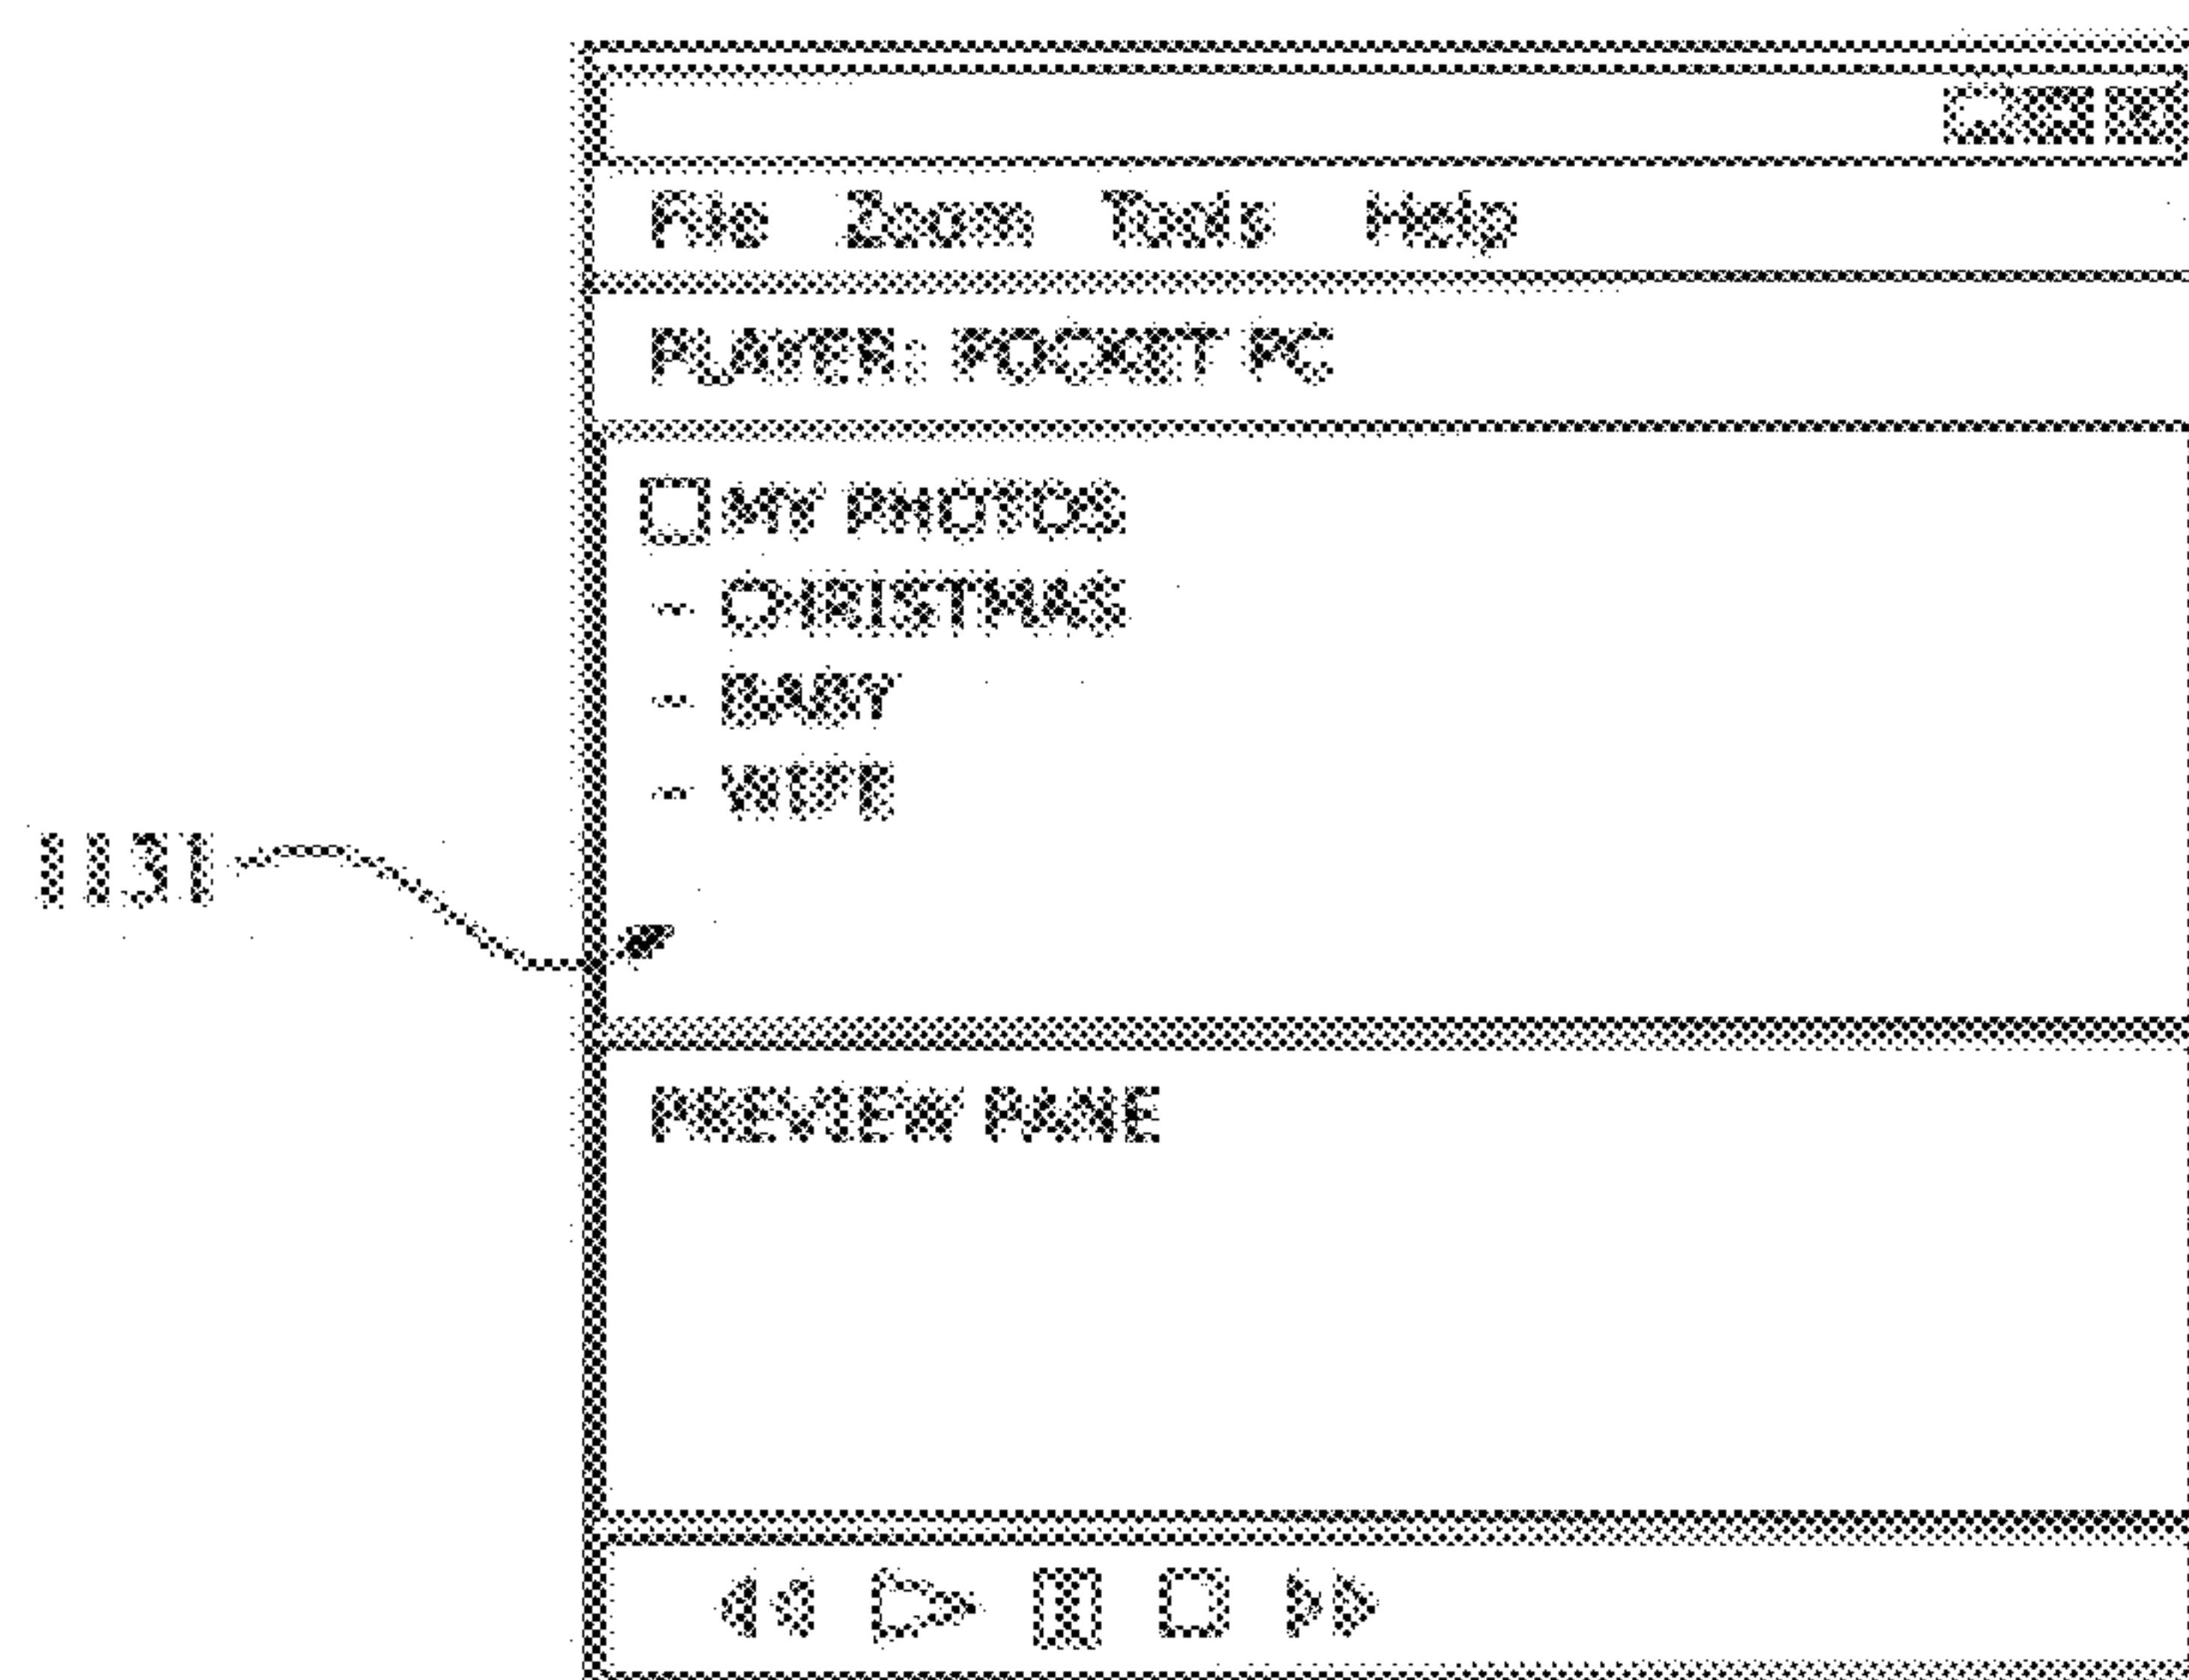 File Zoom Tools Help
PLAYER: POCKET PC
MY PHOTOS
- CHRISTMAS
- BABY
- WIFE
1131
PREVIEW PANE